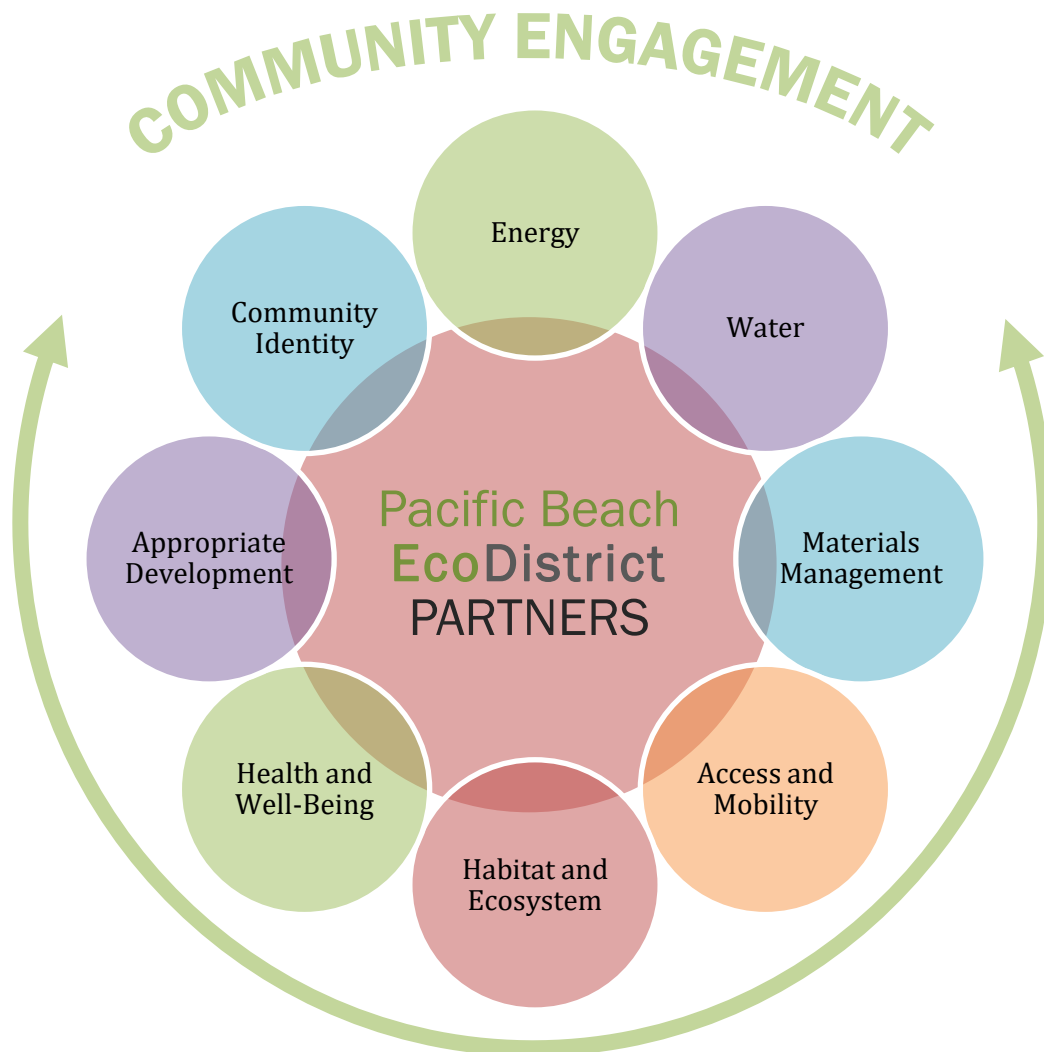 COMMUNITY ENGAGEMENT
Energy
Water
Materials
Management
Access and
Mobility
Habitat and
Ecosystem
Health and
Well-Being
Appropriate
Development
Community
Identity
Pacific Beach
EcoDistrict
PARTNERS